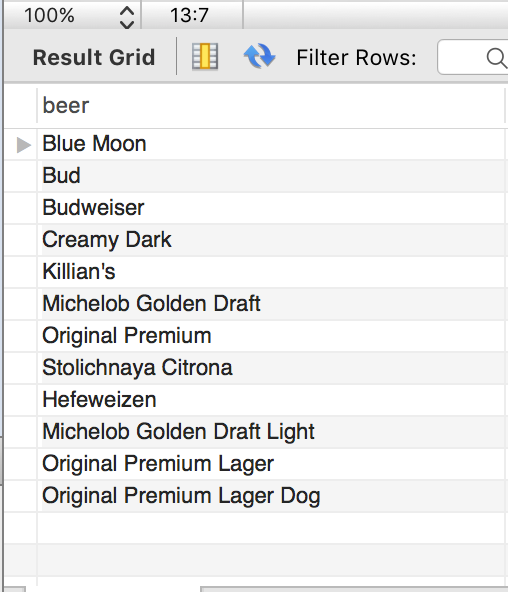 100% 13:7
Result Grid Filter Rows:
beer
Blue Moon
Bud
Budweiser
Creamy Dark
Killian's
Michelob Golden Draft
Original Premium
Stolichnaya Citrona
Hefeweizen
Michelob Golden Draft Light
Original Premium Lager
Original Premium Lager Dog